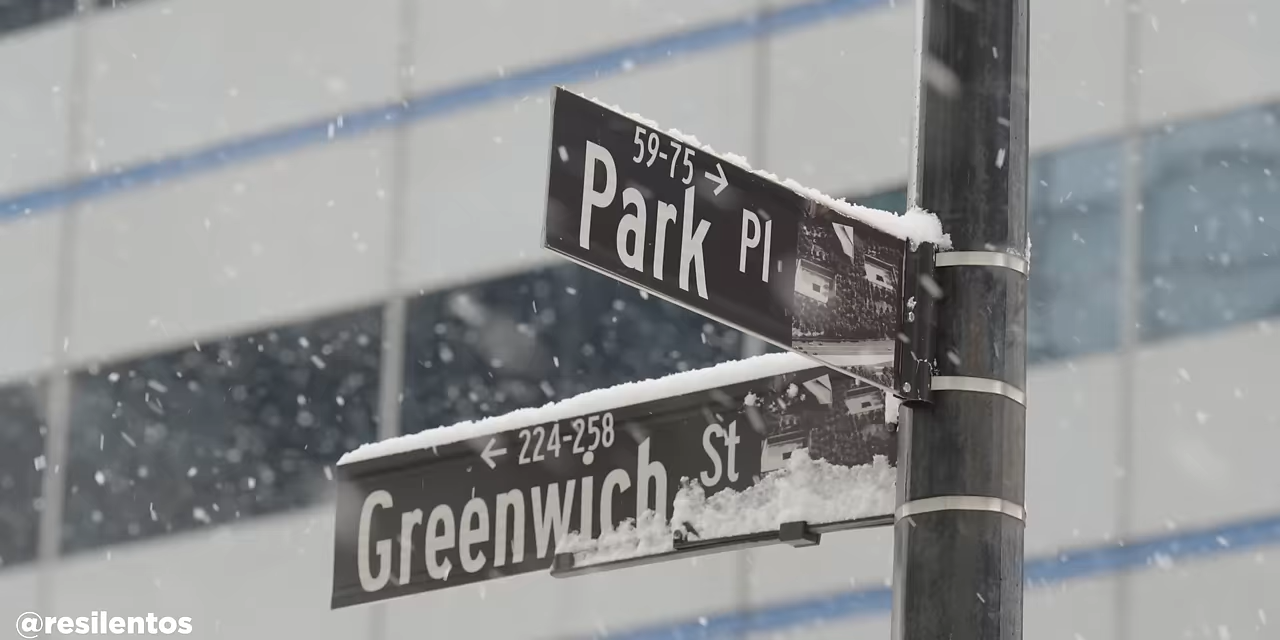 59-75 →
Park Pl
← 224-258
Greenwich St
@resilentos